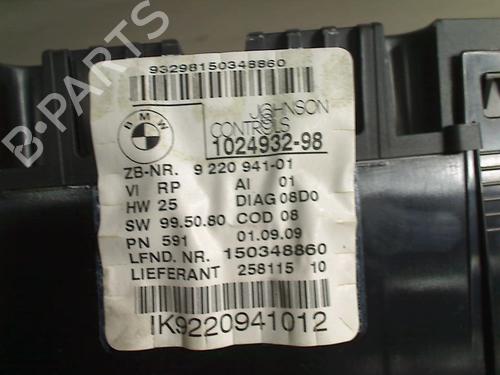 B-PARTS
93298150348860
BMW
JOHNSON
CONTROLS
1024932-98
ZB-NR. 9 220 941-01
VI RP AI 01
HW 25 DIAG 08D0
SW 99.50.80 COD 08
PN 591 01.09.09
LFND. NR. 150348860
LIEFERANT 258115 10
IK9220941012